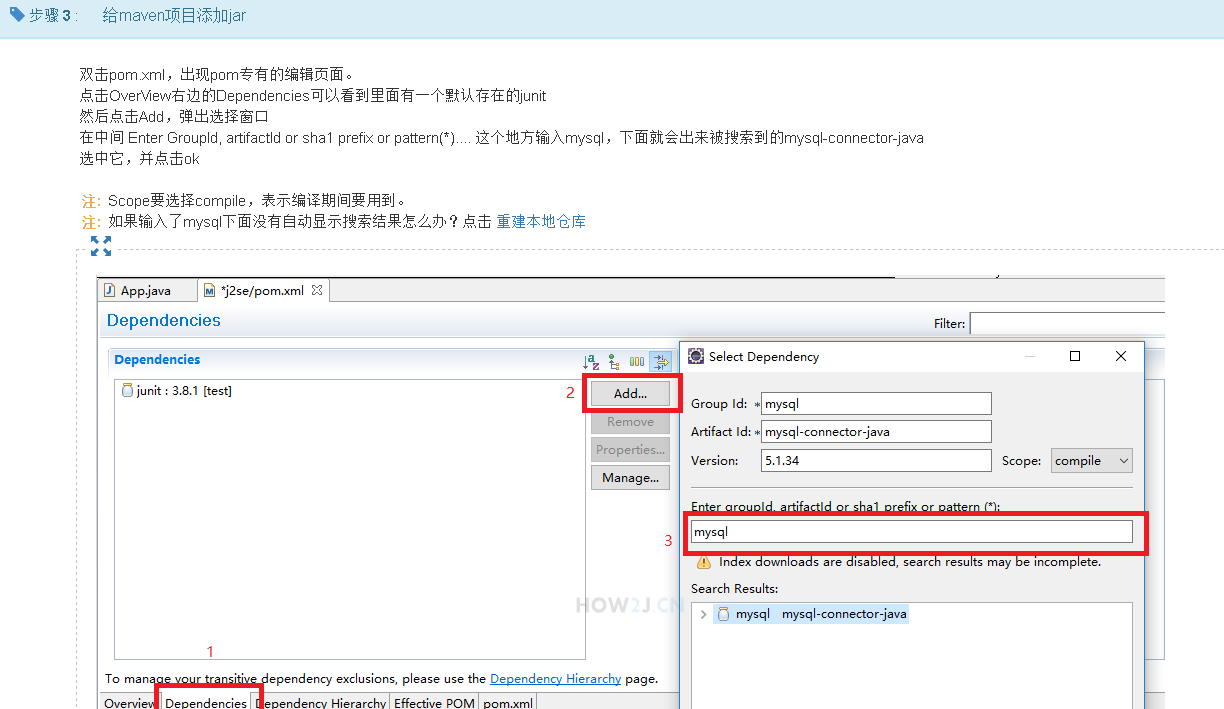 步骤 3 : 给maven项目添加jar
双击pom.xml，出现pom专有的编辑页面。
点击OverView右边的Dependencies可以看到里面有一个默认存在的junit
然后点击Add，弹出选择窗口
在中间 Enter GroupId, artifactId or sha1 prefix or pattern(*).... 这个地方输入mysql，下面就会出来被搜索到的mysql-connector-java
选中它，并点击ok
注: Scope要选择compile，表示编译期间要用到。
注: 如果输入了mysql下面没有自动显示搜索结果怎么办？点击 重建本地仓库
App.java *j2se/pom.xml
Dependencies
Filter:
Dependencies
Select Dependency
junit : 3.8.1 [test]
2 Add...
Remove
Properties...
Manage...
Group Id: * mysql
Artifact Id: * mysql-connector-java
Version: 5.1.34 Scope: compile
Enter groupId, artifactId or sha1 prefix or pattern (*):
3 mysql
Index downloads are disabled, search results may be incomplete.
Search Results:
HOW2J.CN
mysql mysql-connector-java
1
To manage your transitive dependency exclusions, please use the Dependency Hierarchy page.
Overview Dependencies Dependency Hierarchy Effective POM pom.xml